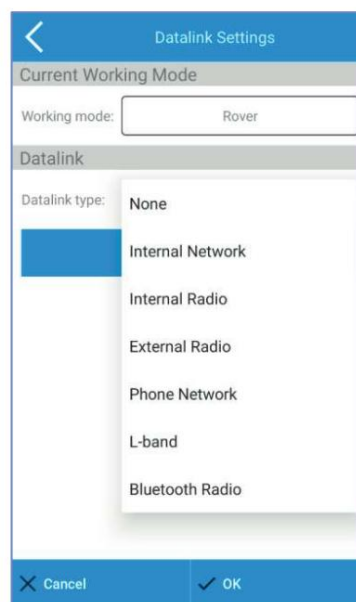 Datalink Settings
Current Working Mode
Working mode: Rover
Datalink
Datalink type:
None
Internal Network
Internal Radio
External Radio
Phone Network
L-band
Bluetooth Radio
Cancel OK